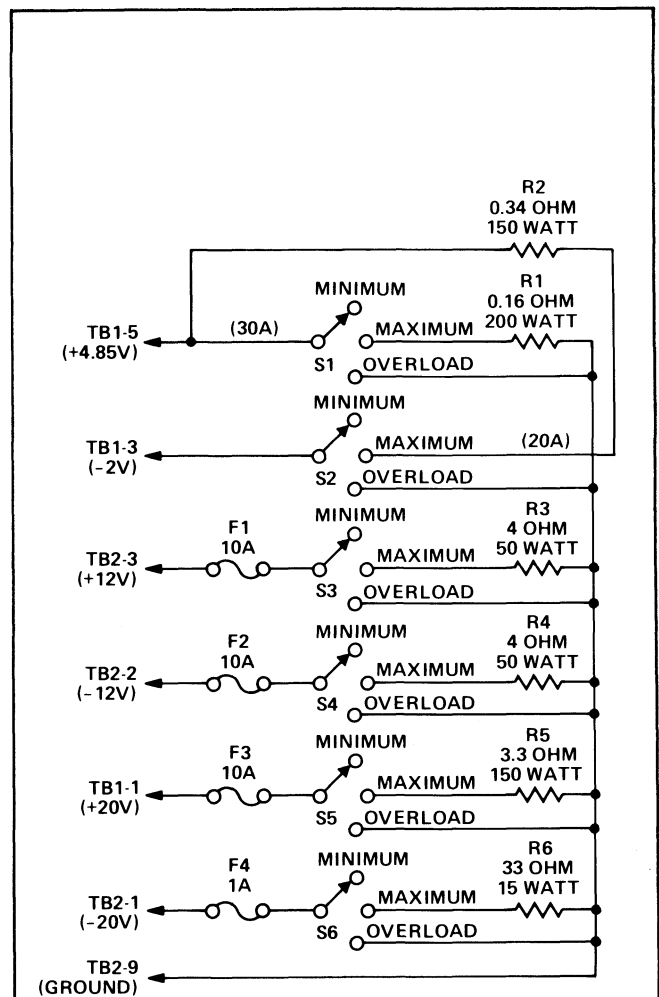 R2
0.34 OHM
150 WATT
MINIMUM
R1
0.16 OHM
200 WATT
TB1-5
(+4.85V)
(30A)
MAXIMUM
S1
OVERLOAD
MINIMUM
TB1-3
(-2V)
MAXIMUM
(20A)
S2
OVERLOAD
MINIMUM
R3
4 OHM
50 WATT
F1
10A
TB2-3
(+12V)
MAXIMUM
S3
OVERLOAD
MINIMUM
R4
4 OHM
50 WATT
F2
10A
TB2-2
(-12V)
MAXIMUM
S4
OVERLOAD
MINIMUM
R5
3.3 OHM
150 WATT
F3
10A
TB1-1
(+20V)
MAXIMUM
S5
OVERLOAD
MINIMUM
R6
33 OHM
15 WATT
F4
1A
TB2-1
(-20V)
MAXIMUM
S6
OVERLOAD
TB2-9
(GROUND)